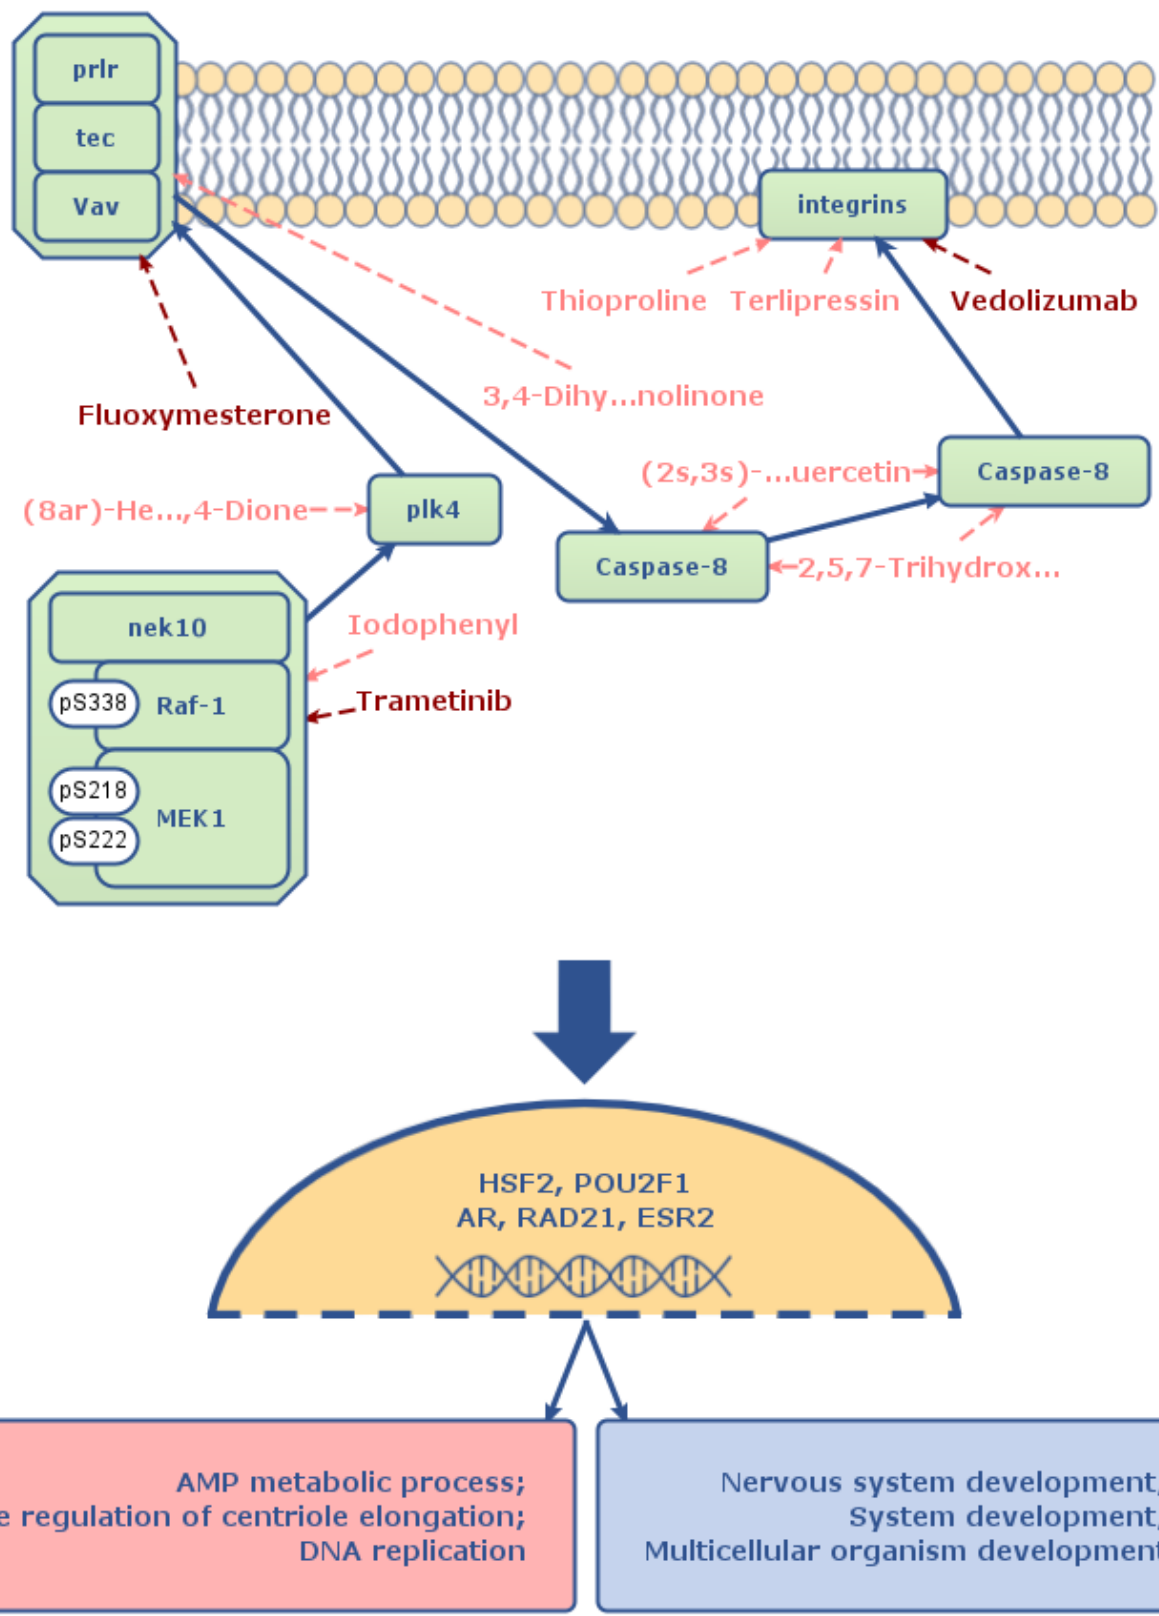 prlr
tec
Vav
integrins
Thioproline
Terlipressin
Vedolizumab
3,4-Dihy...nolinone
Fluoxymesterone
(2s,3s)-...uercetin
Caspase-8
(8ar)-He...,4-Dione
plk4
Caspase-8
2,5,7-Trihydrox...
nek10
Iodophenyl
pS338
Raf-1
Trametinib
pS218
MEK1
pS222
HSF2, POU2F1
AR, RAD21, ESR2
AMP metabolic process;
e regulation of centriole elongation;
DNA replication
Nervous system development;
System development;
Multicellular organism development